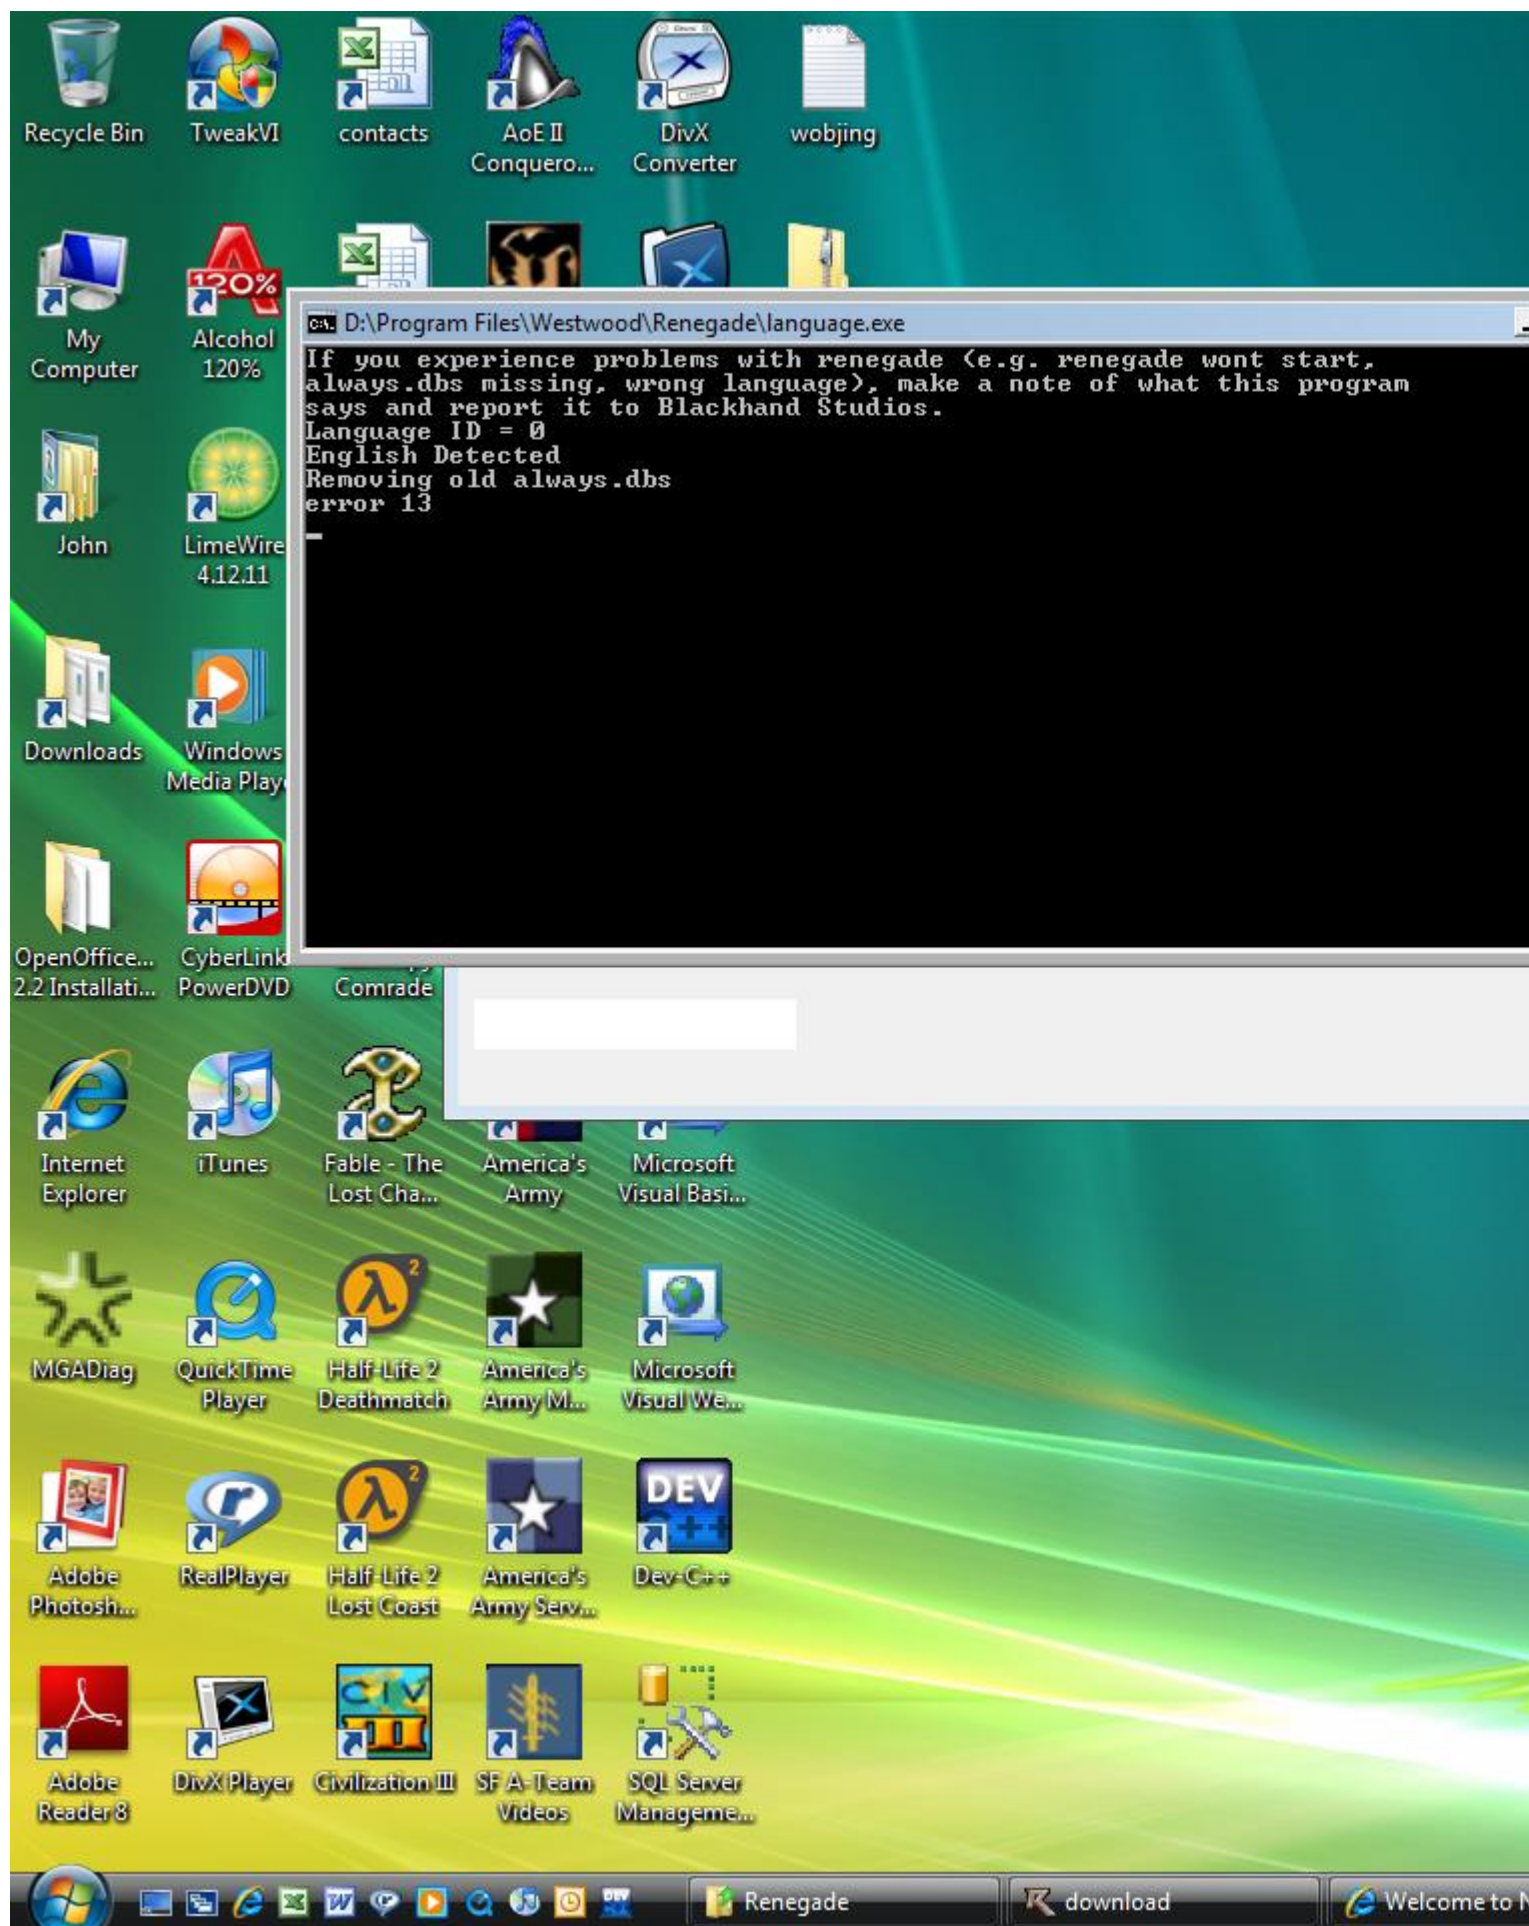 Recycle Bin
TweakVI
contacts
AoE II
Conquero...
DivX
Converter
wobjing
My
Computer
Alcohol
120%
120%
D:\Program Files\Westwood\Renegade\language.exe
If you experience problems with renegade (e.g. renegade wont start,
always.dbs missing, wrong language), make a note of what this program
says and report it to Blackhand Studios.
Language ID = 0
English Detected
Removing old always.dbs
error 13
John
LimeWire
4.12.11
Downloads
Windows
Media Play
OpenOffice...
2.2 Installati...
CyberLink
PowerDVD
Comrade
Internet
Explorer
iTunes
Fable - The
Lost Cha...
America's
Army
Microsoft
Visual Basi...
MGADiag
QuickTime
Player
Half-Life 2
Deathmatch
America's
Army M...
Microsoft
Visual We...
Adobe
Photosh...
RealPlayer
Half-Life 2
Lost Coast
America's
Army Serv...
DEV
C++
Dev-C++
Adobe
Reader 8
DivX Player
CIV
III
Civilization III
SF A-Team
Videos
SQL Server
Manageme...
Renegade
download
Welcome to N